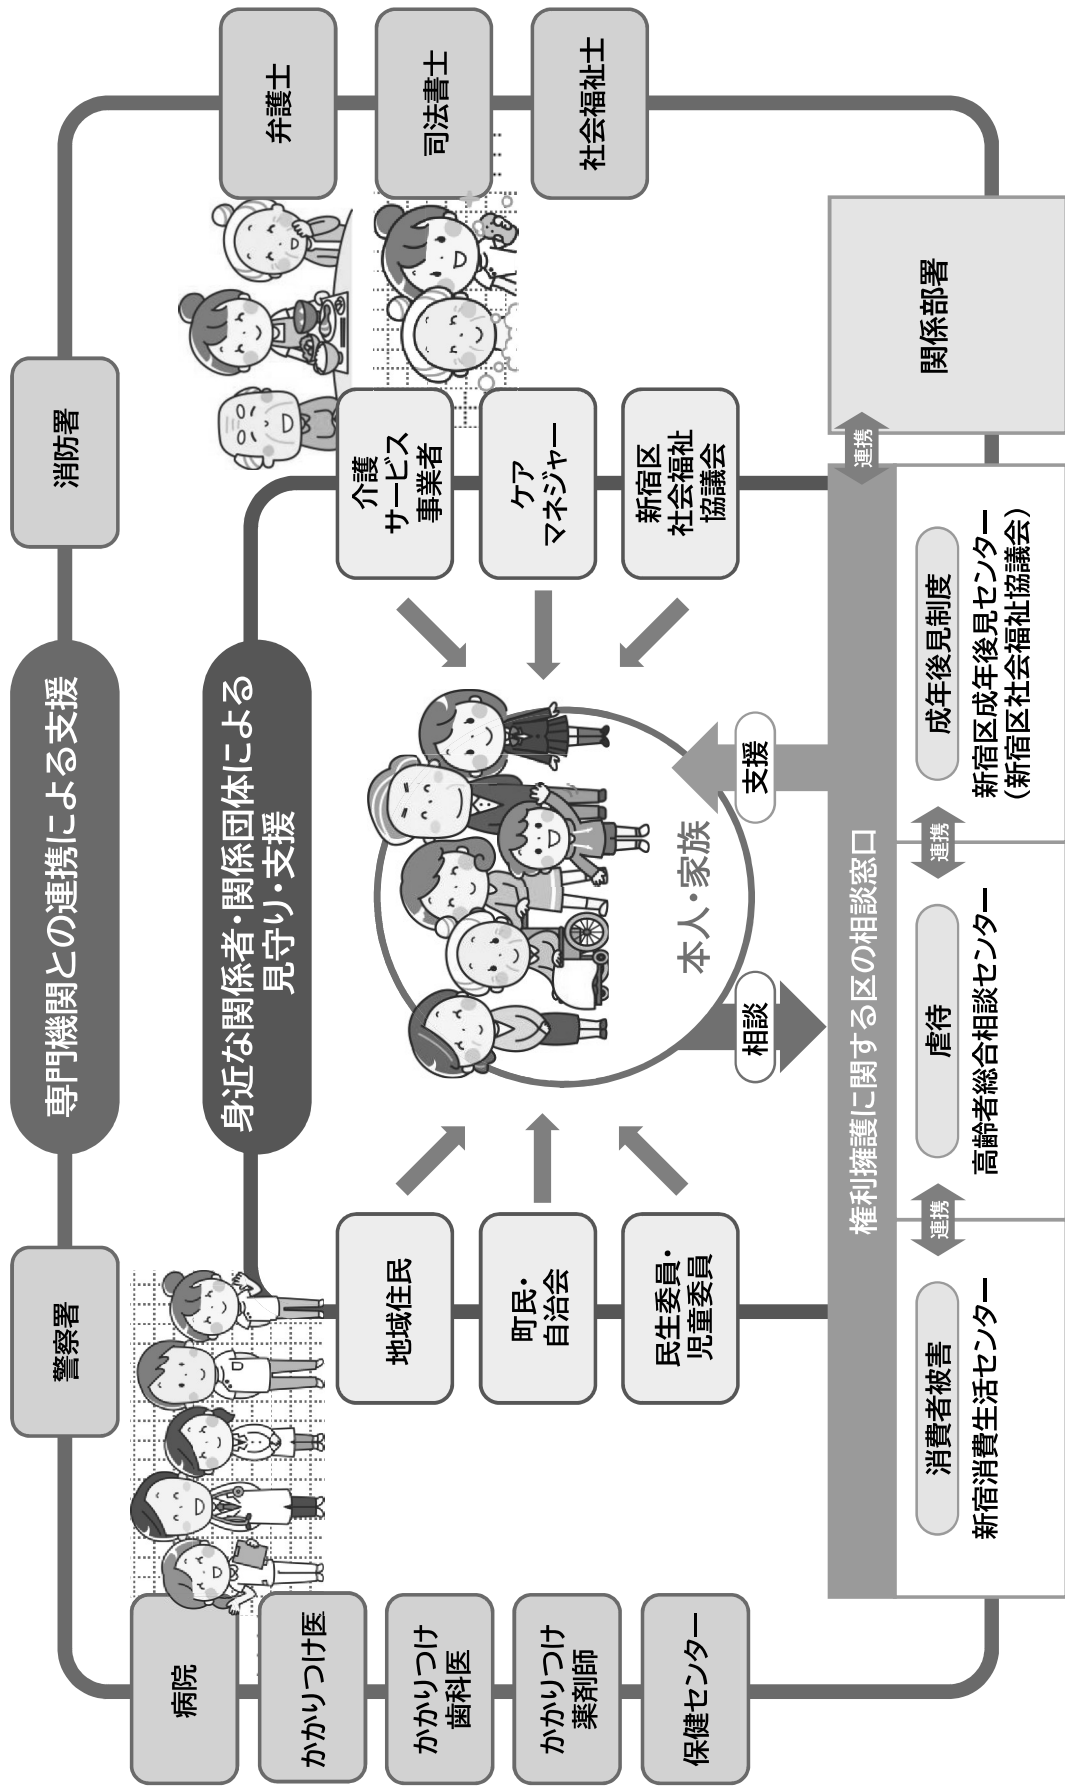 専門機関との連携による支援
警察署
消防署
病院
かかりつけ医
かかりつけ
歯科医
かかりつけ
薬剤師
保健センター
弁護士
司法書士
社会福祉士
身近な関係者・関係団体による
見守り・支援
地域住民
町民・
自治会
民生委員・
児童委員
介護
サービス
事業者
ケア
マネジャー
新宿区
社会福祉
協議会
本人・家族
相談
支援
権利擁護に関する区の相談窓口
消費者被害
新宿消費生活センター
連携
虐待
高齢者総合相談センター
連携
成年後見制度
新宿区成年後見センター
（新宿区社会福祉協議会）
連携
関係部署